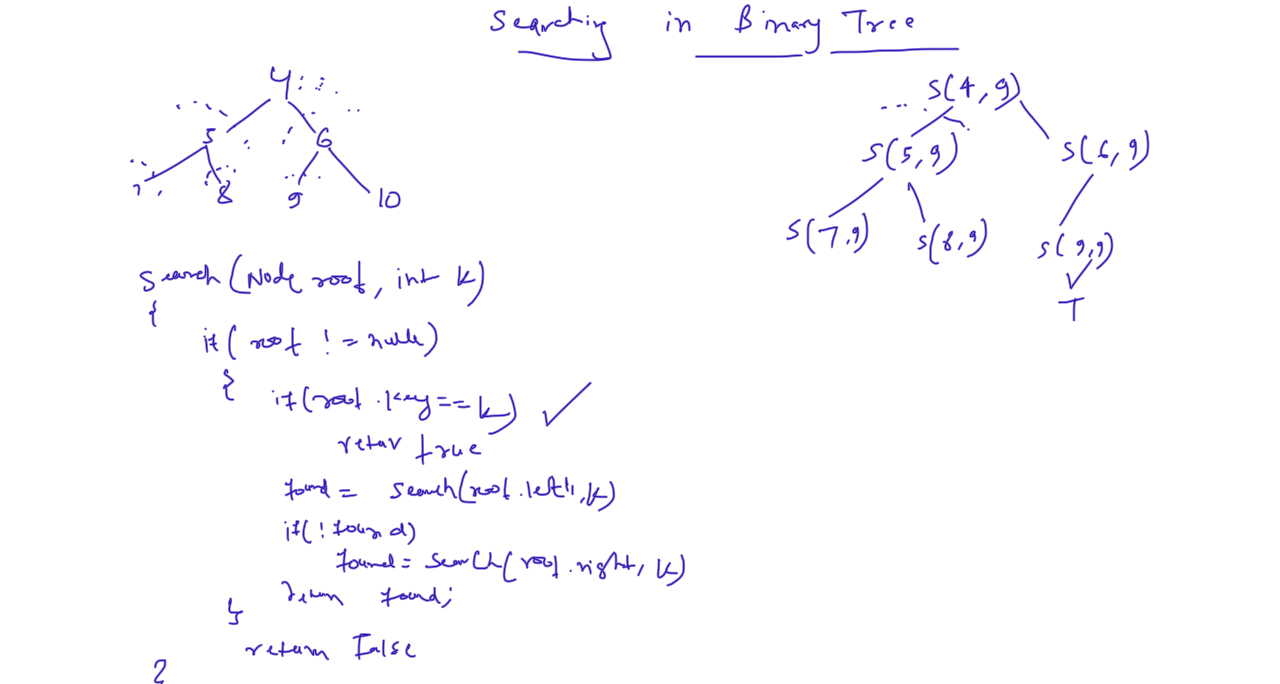 Searching in Binary Tree
4
5 6
7 8 9 10
S(4,9)
S(5,9) S(6,9)
S(7,9) S(8,9) S(9,9)
T
search(Node root, int k)
{
if( root != null)
{
if(root.key==k)
retur true
found = search(root.left, k)
if(!found)
found = search(root.right, k)
return found;
}
return False
}